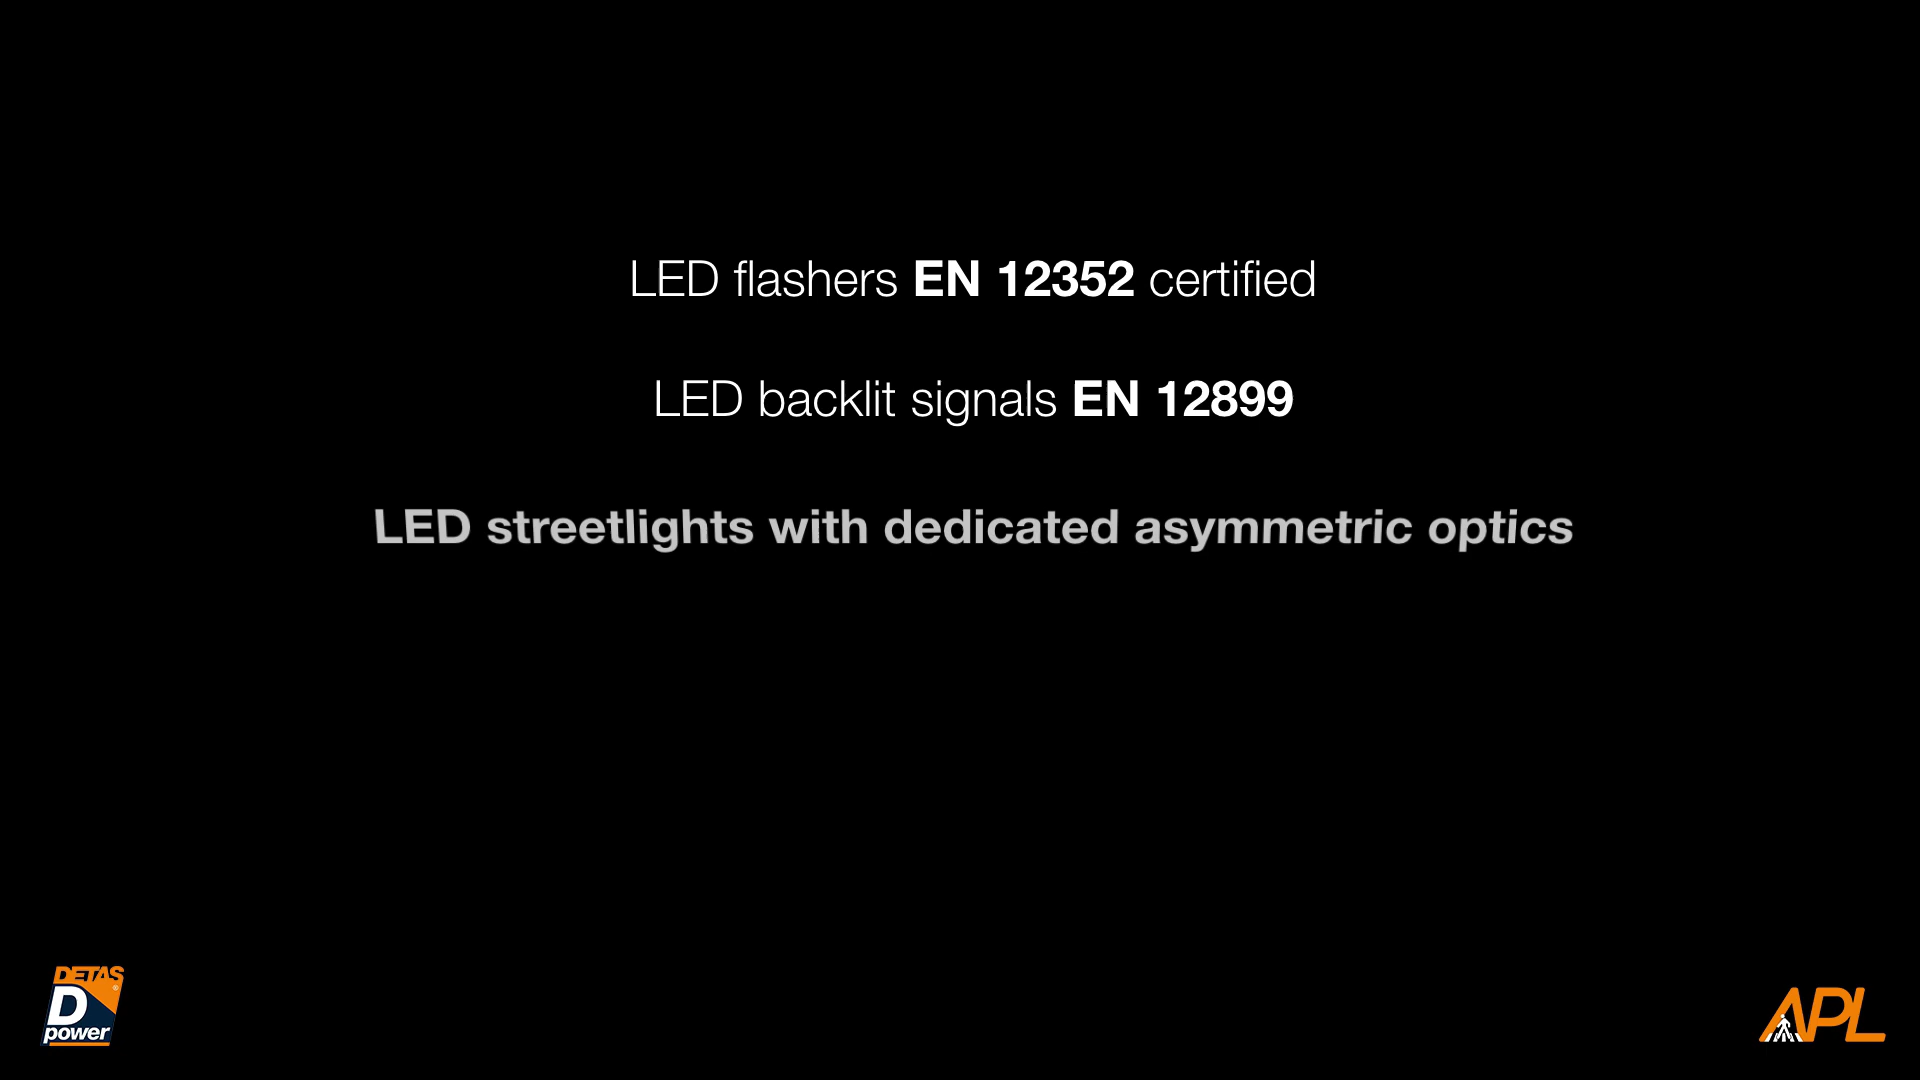 LED flashers EN 12352 certified
LED backlit signals EN 12899
LED streetlights with dedicated asymmetric optics
DETAS
®
D
power
APL